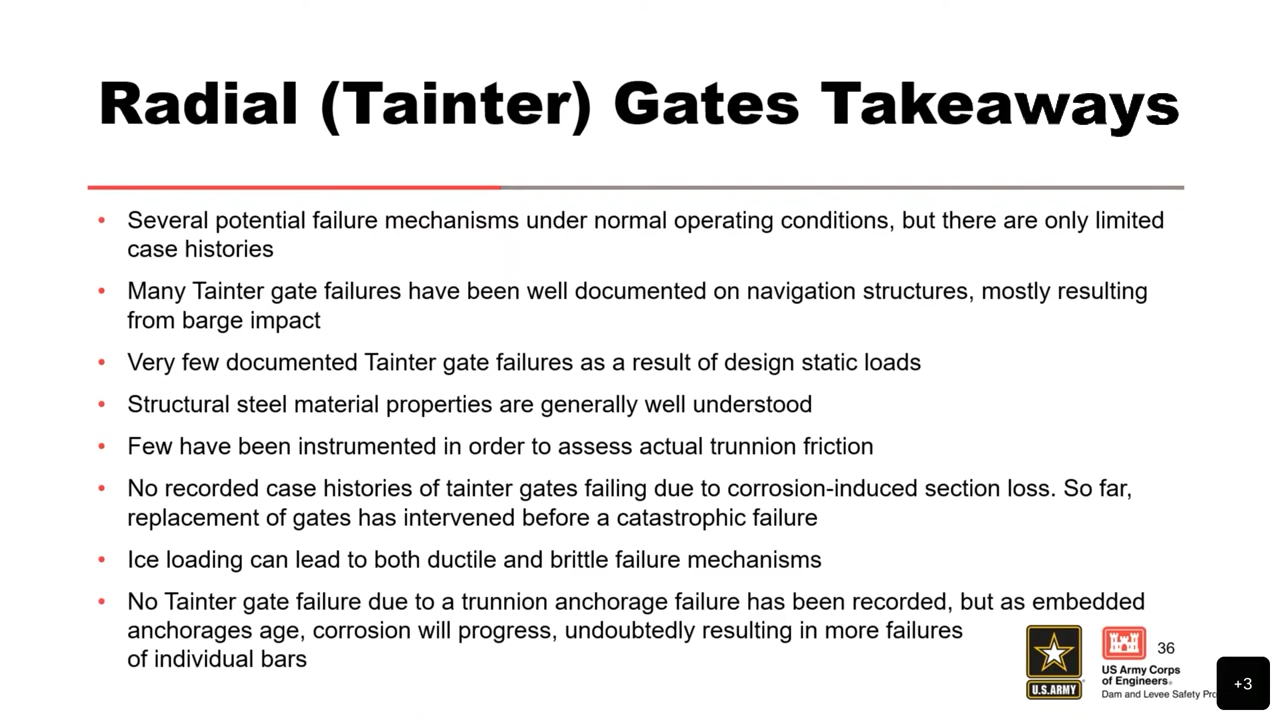 Radial (Tainter) Gates Takeaways
• Several potential failure mechanisms under normal operating conditions, but there are only limited
case histories
• Many Tainter gate failures have been well documented on navigation structures, mostly resulting
from barge impact
• Very few documented Tainter gate failures as a result of design static loads
• Structural steel material properties are generally well understood
• Few have been instrumented in order to assess actual trunnion friction
• No recorded case histories of tainter gates failing due to corrosion-induced section loss. So far,
replacement of gates has intervened before a catastrophic failure
• Ice loading can lead to both ductile and brittle failure mechanisms
• No Tainter gate failure due to a trunnion anchorage failure has been recorded, but as embedded
anchorages age, corrosion will progress, undoubtedly resulting in more failures
of individual bars
U.S.ARMY
36
US Army Corps
of Engineers®
Dam and Levee Safety Pro
+3